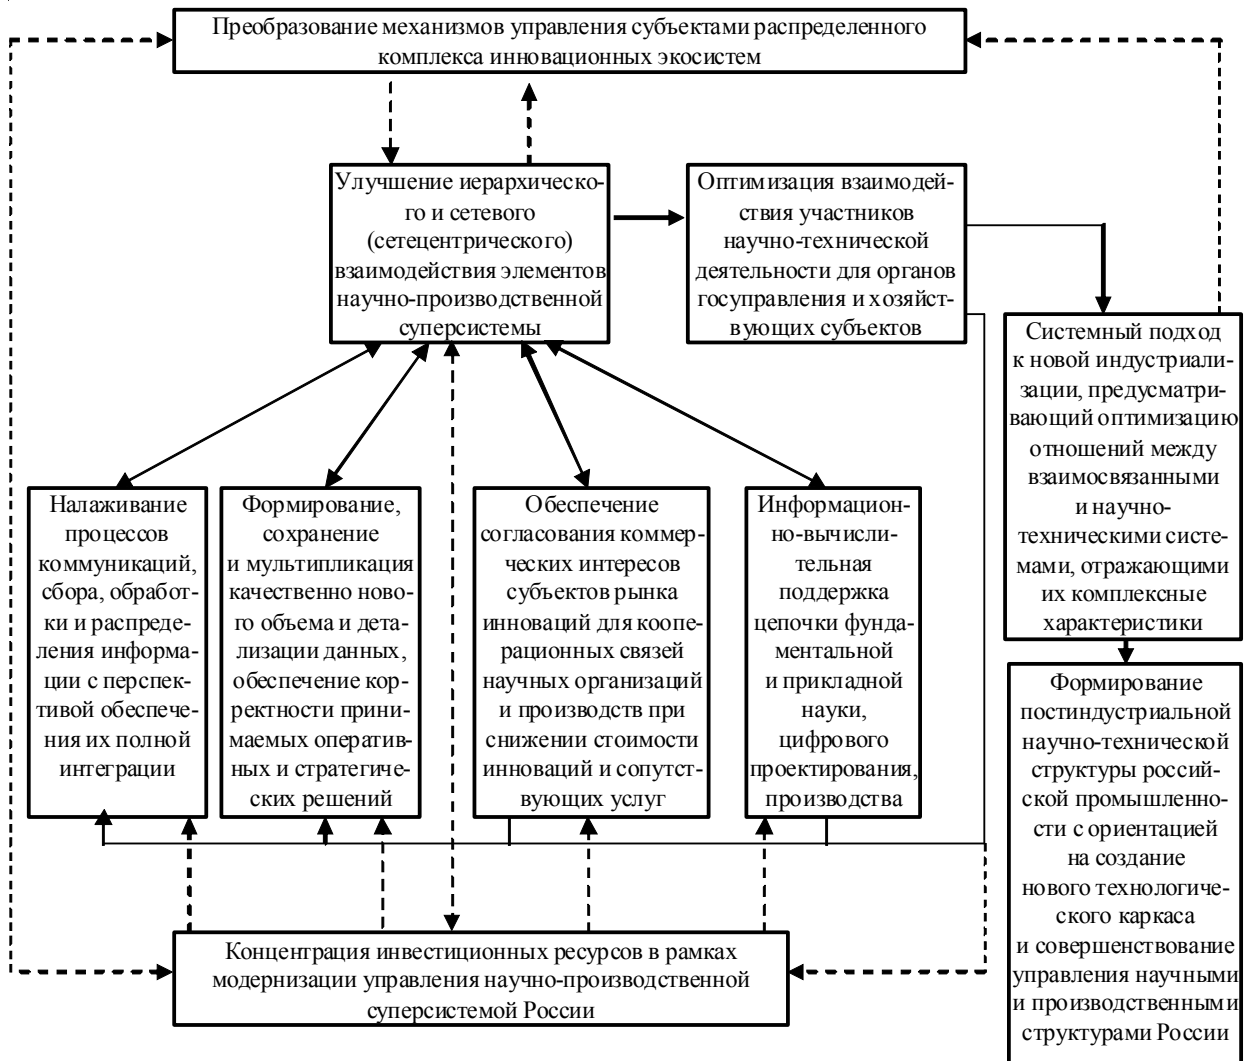 Преобразование механизмов управления субъектами распределенного
комплекса инновационных экосистем
Улучшение иерархическо-
го и сетевого
(сетецентрического)
взаимодействия элементов
научно-производственной
суперсистемы
Оптимизация взаимодей-
ствия участников
научно-технической
деятельности для органов
госуправления и хозяйст-
вующих субъектов
Системный подход
к новой индустриали-
зации, предусматри-
вающий оптимизацию
отношений между
взаимосвязанными
и научно-
техническими систе-
мами, отражающими
их комплексные
характеристики
Налаживание
процессов
коммуникаций,
сбора, обработ-
ки и распреде-
ления информа-
ции с перспек-
тивой обеспече-
ния их полной
интеграции
Формирование,
сохранение
и мультипликация
качественно ново-
го объема и дета-
лизации данных,
обеспечение кор-
ректности прини-
маемых оператив-
ных и стратегиче-
ских решений
Обеспечение
согласования коммер-
ческих интересов
субъектов рынка
инноваций для коопе-
рационных связей
научных организаций
и производств при
снижении стоимости
инноваций и сопутст-
вующих услуг
Информацион-
но-вычисли-
тельная
поддержка
цепочки фунда-
ментальной
и прикладной
науки,
цифрового
проектирования,
производства
Формирование
постиндустриальной
научно-технической
структуры россий-
ской промышленно-
сти с ориентацией
на создание
нового технологиче-
ского каркаса
и совершенствование
управления научными
и производственными
структурами России
Концентрация инвестиционных ресурсов в рамках
модернизации управления научно-производственной
суперсистемой России